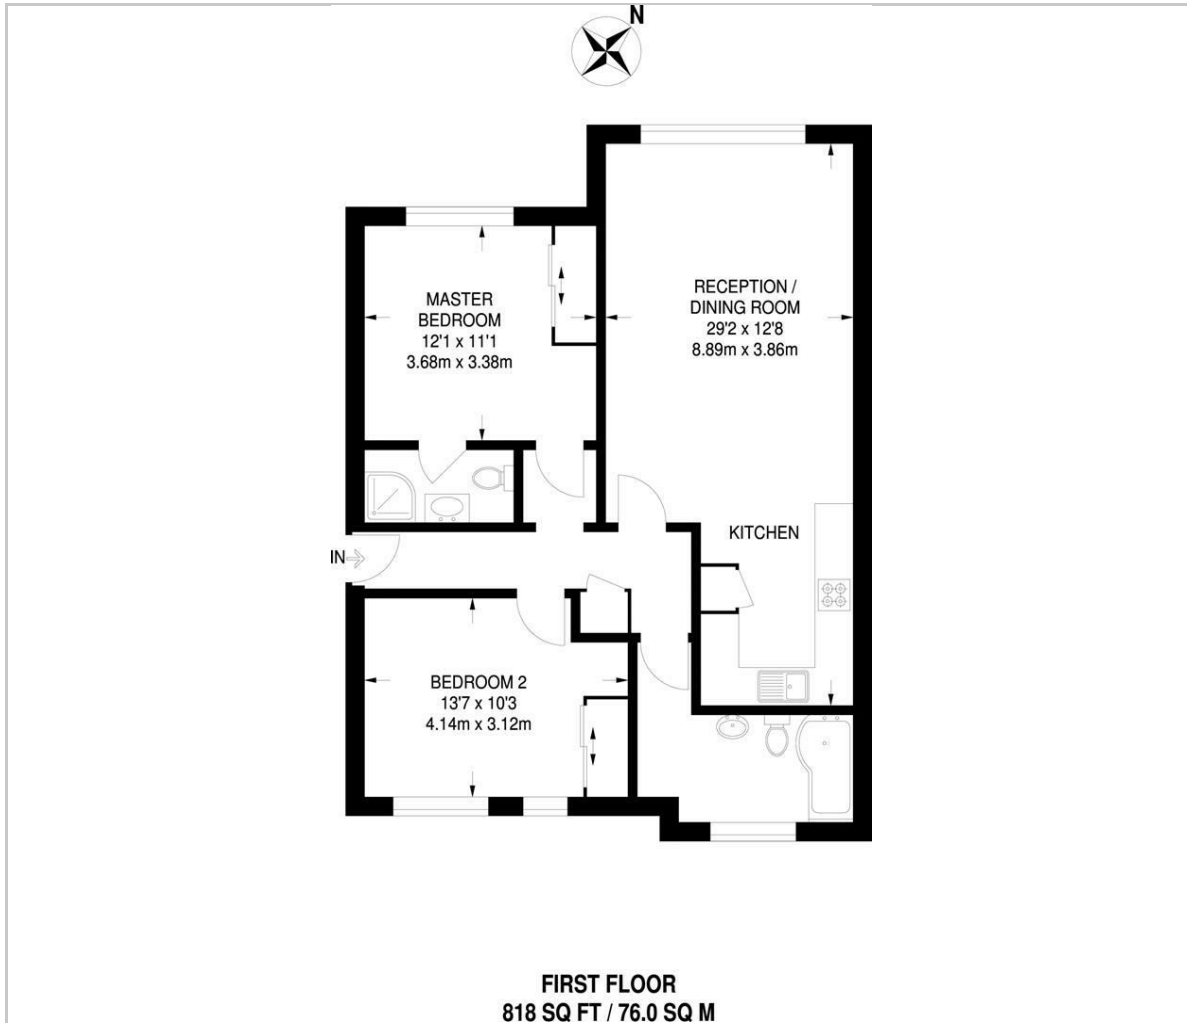 N
MASTER
BEDROOM
12'1 x 11'1
3.68m x 3.38m
RECEPTION /
DINING ROOM
29'2 x 12'8
8.89m x 3.86m
KITCHEN
IN
BEDROOM 2
13'7 x 10'3
4.14m x 3.12m
FIRST FLOOR
818 SQ FT / 76.0 SQ M